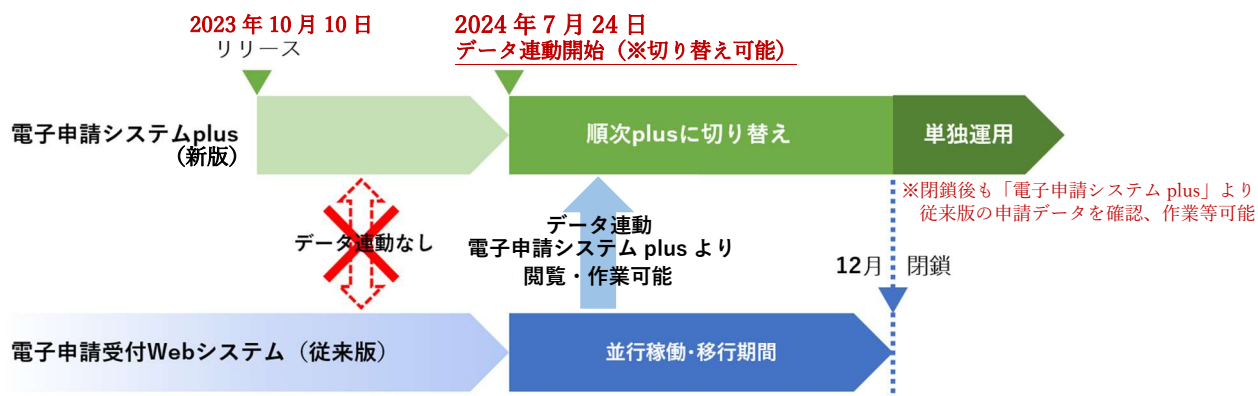 2023年10月10日
リリース
2024年7月24日
データ連動開始（※切り替え可能）
電子申請システムplus
（新版）
順次plusに切り替え
単独運用
※閉鎖後も「電子申請システム plus」より
従来版の申請データを確認、作業等可能
データ連動なし
データ連動
電子申請システム plus より
閲覧・作業可能
12月 閉鎖
電子申請受付Webシステム（従来版）
並行稼働・移行期間